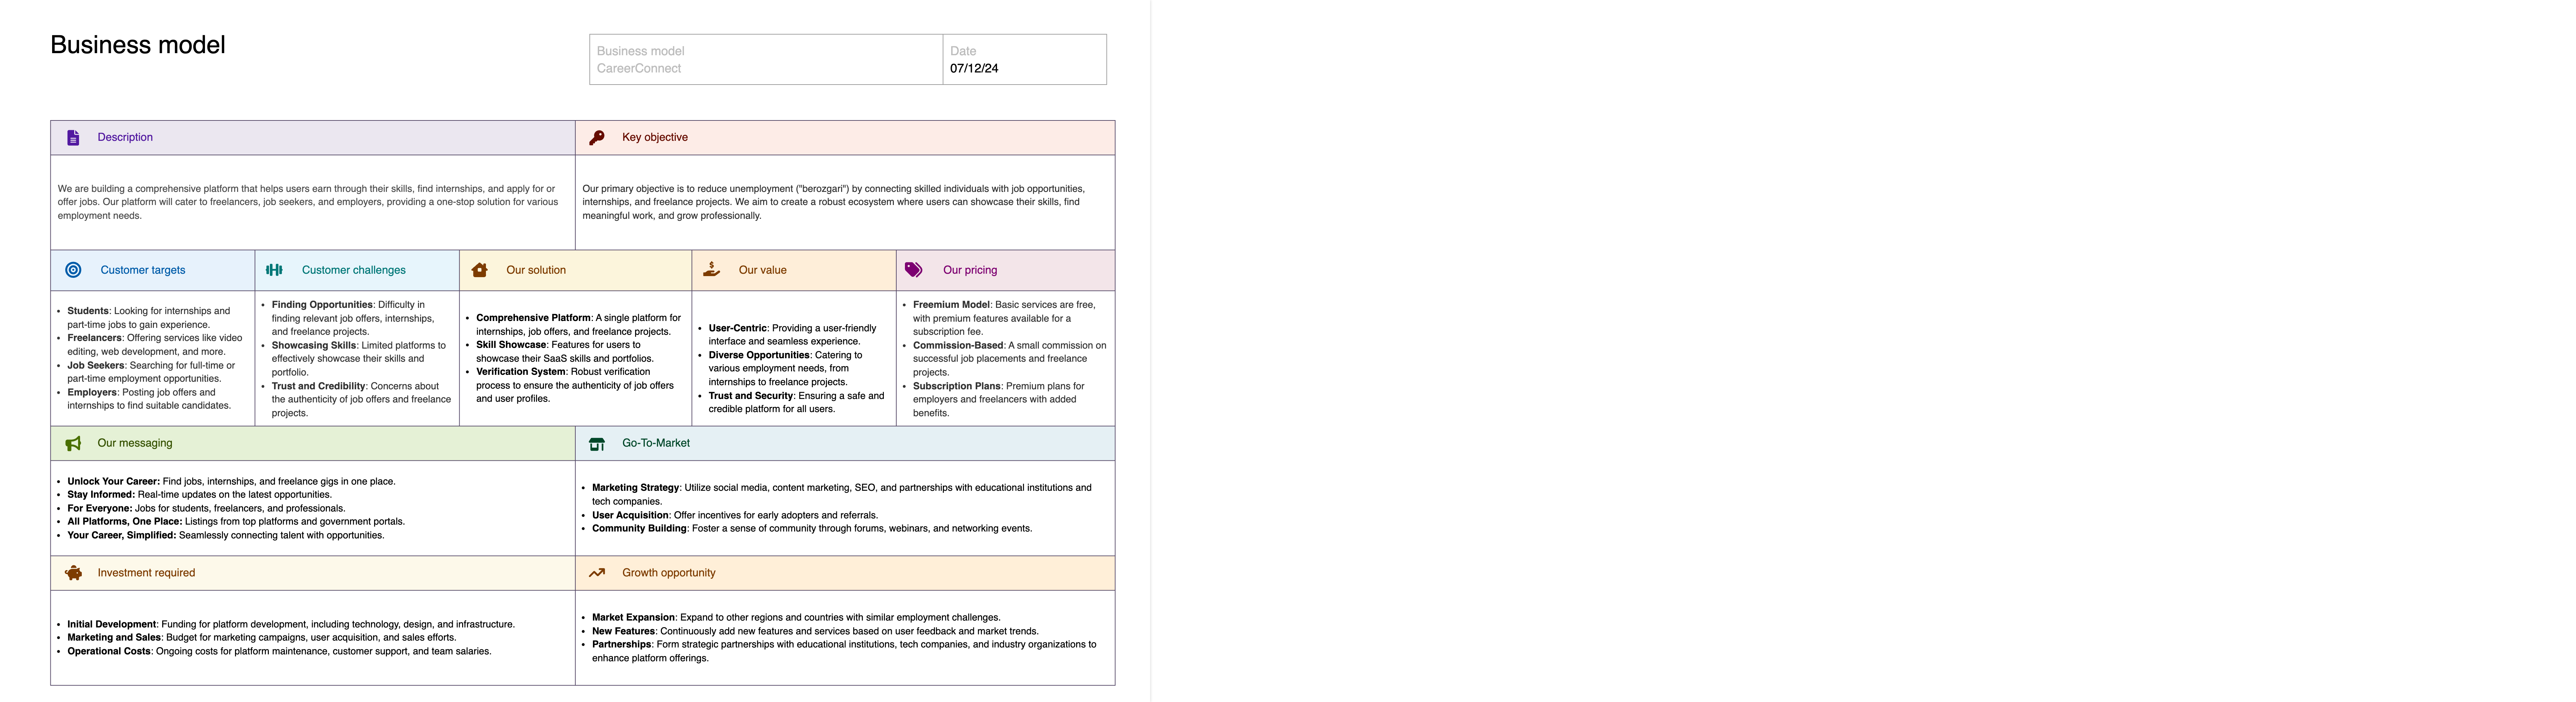 Business model
Business model
CareerConnect
Date
07/12/24
Description
We are building a comprehensive platform that helps users earn through their skills, find internships, and apply for or
offer jobs. Our platform will cater to freelancers, job seekers, and employers, providing a one-stop solution for various
employment needs.
Key objective
Our primary objective is to reduce unemployment ("berozgari") by connecting skilled individuals with job opportunities,
internships, and freelance projects. We aim to create a robust ecosystem where users can showcase their skills, find
meaningful work, and grow professionally.
Customer targets
• Students: Looking for internships and
part-time jobs to gain experience.
• Freelancers: Offering services like video
editing, web development, and more.
• Job Seekers: Searching for full-time or
part-time employment opportunities.
• Employers: Posting job offers and
internships to find suitable candidates.
Customer challenges
• Finding Opportunities: Difficulty in
finding relevant job offers, internships,
and freelance projects.
• Showcasing Skills: Limited platforms to
effectively showcase their skills and
portfolio.
• Trust and Credibility: Concerns about
the authenticity of job offers and freelance
projects.
Our solution
• Comprehensive Platform: A single platform for
internships, job offers, and freelance projects.
• Skill Showcase: Features for users to
showcase their SaaS skills and portfolios.
• Verification System: Robust verification
process to ensure the authenticity of job offers
and user profiles.
Our value
• User-Centric: Providing a user-friendly
interface and seamless experience.
• Diverse Opportunities: Catering to
various employment needs, from
internships to freelance projects.
• Trust and Security: Ensuring a safe and
credible platform for all users.
Our pricing
• Freemium Model: Basic services are free,
with premium features available for a
subscription fee.
• Commission-Based: A small commission on
successful job placements and freelance
projects.
• Subscription Plans: Premium plans for
employers and freelancers with added
benefits.
Our messaging
• Unlock Your Career: Find jobs, internships, and freelance gigs in one place.
• Stay Informed: Real-time updates on the latest opportunities.
• For Everyone: Jobs for students, freelancers, and professionals.
• All Platforms, One Place: Listings from top platforms and government portals.
• Your Career, Simplified: Seamlessly connecting talent with opportunities.
Go-To-Market
• Marketing Strategy: Utilize social media, content marketing, SEO, and partnerships with educational institutions and
tech companies.
• User Acquisition: Offer incentives for early adopters and referrals.
• Community Building: Foster a sense of community through forums, webinars, and networking events.
Investment required
• Initial Development: Funding for platform development, including technology, design, and infrastructure.
• Marketing and Sales: Budget for marketing campaigns, user acquisition, and sales efforts.
• Operational Costs: Ongoing costs for platform maintenance, customer support, and team salaries.
Growth opportunity
• Market Expansion: Expand to other regions and countries with similar employment challenges.
• New Features: Continuously add new features and services based on user feedback and market trends.
• Partnerships: Form strategic partnerships with educational institutions, tech companies, and industry organizations to
enhance platform offerings.